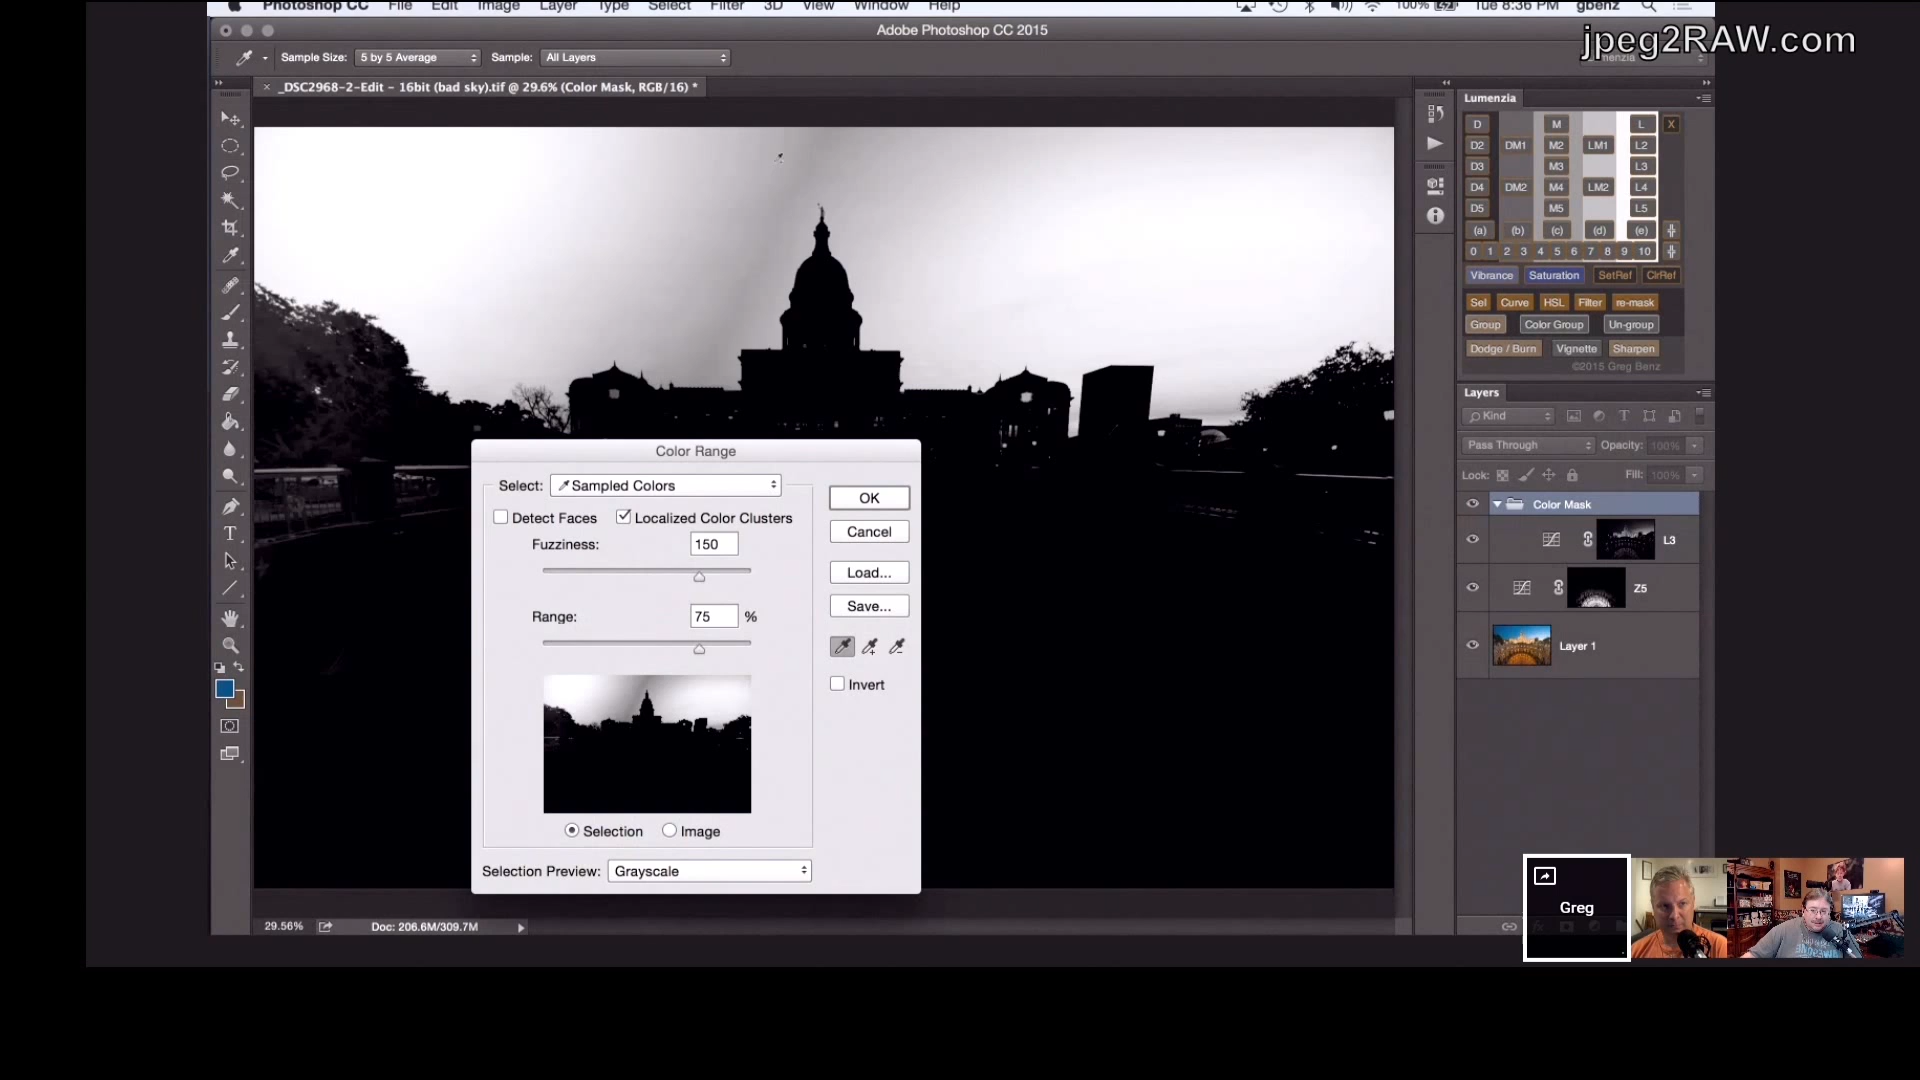 Photoshop CC File Edit Image Layer Type Select Filter 3D View Window Help 100% Tue 8:36 PM gbenz
Adobe Photoshop CC 2015
jpeg2RAW.com
Sample Size: 5 by 5 Average Sample: All Layers
× _DSC2968-2-Edit - 16bit (bad sky).tif @ 29.6% (Color Mask, RGB/16) *
Lumenzia
D M L X
D2 DM1 M2 LM1 L2
D3 M3 L3
D4 DM2 M4 LM2 L4
D5 M5 L5
(a) (b) (c) (d) (e)
0 1 2 3 4 5 6 7 8 9 10
Vibrance Saturation SetRef ClrRef
Sel Curve HSL Filter re-mask
Group Color Group Un-group
Dodge / Burn Vignette Sharpen
©2015 Greg Benz
Layers
Kind
Pass Through Opacity: 100%
Lock: Fill: 100%
Color Mask
L3
Z5
Layer 1
Color Range
Select: Sampled Colors
OK
Detect Faces Localized Color Clusters
Cancel
Fuzziness: 150
Load...
Save...
Range: 75 %
Invert
Selection Image
Selection Preview: Grayscale
29.56% Doc: 206.6M/309.7M
Greg